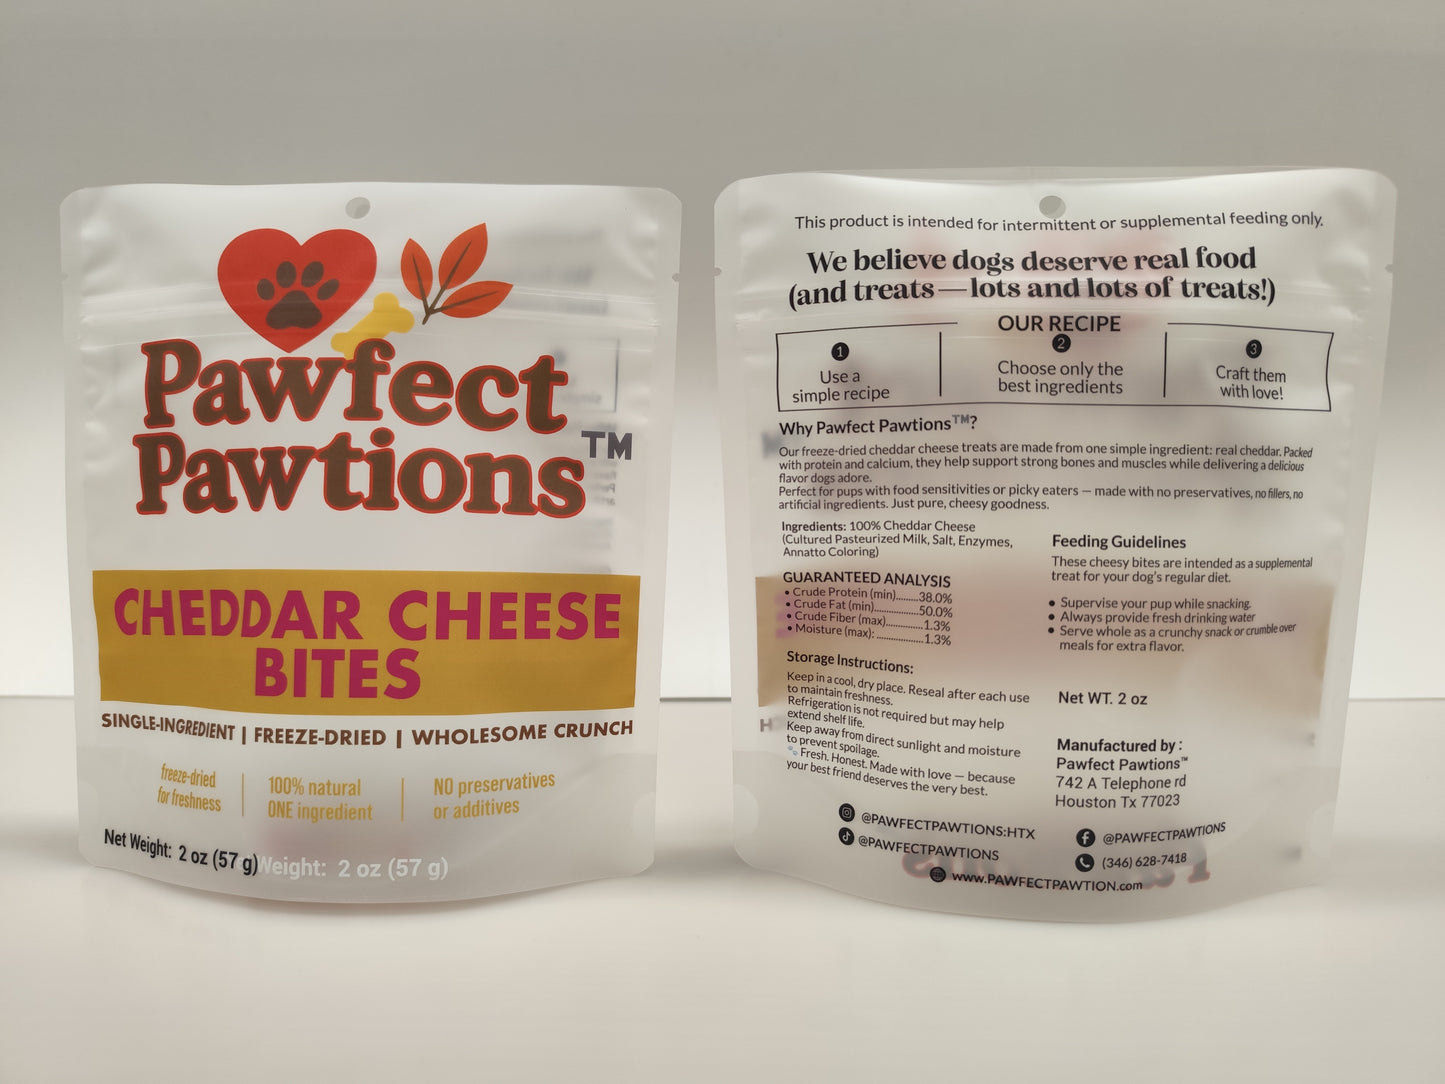 Pawfect
Pawtions™
CHEDDAR CHEESE
BITES
SINGLE-INGREDIENT | FREEZE-DRIED | WHOLESOME CRUNCH
freeze-dried
for freshness
100% natural
ONE ingredient
NO preservatives
or additives
Net Weight: 2 oz (57 g)
Weight: 2 oz (57 g)
This product is intended for intermittent or supplemental feeding only.
We believe dogs deserve real food
(and treats—lots and lots of treats!)
OUR RECIPE
1
Use a
simple recipe
2
Choose only the
best ingredients
3
Craft them
with love!
Why Pawfect Pawtions™?
Our freeze-dried cheddar cheese treats are made from one simple ingredient: real cheddar. Packed
with protein and calcium, they help support strong bones and muscles while delivering a delicious
flavor dogs adore.
Perfect for pups with food sensitivities or picky eaters — made with no preservatives, no fillers, no
artificial ingredients. Just pure, cheesy goodness.
Ingredients: 100% Cheddar Cheese
(Cultured Pasteurized Milk, Salt, Enzymes,
Annatto Coloring)
GUARANTEED ANALYSIS
• Crude Protein (min)........38.0%
• Crude Fat (min)...................50.0%
• Crude Fiber (max)................1.3%
• Moisture (max): ....................1.3%
Storage Instructions:
Keep in a cool, dry place. Reseal after each use
to maintain freshness.
Refrigeration is not required but may help
extend shelf life.
Keep away from direct sunlight and moisture
to prevent spoilage.
🐾 Fresh. Honest. Made with love — because
your best friend deserves the very best.
Feeding Guidelines
These cheesy bites are intended as a supplemental
treat for your dog's regular diet.
• Supervise your pup while snacking.
• Always provide fresh drinking water
• Serve whole as a crunchy snack or crumble over
meals for extra flavor.
Net WT. 2 oz
Manufactured by :
Pawfect Pawtions™
742 A Telephone rd
Houston Tx 77023
@PAWFECTPAWTIONS:HTX
@PAWFECTPAWTIONS
@PAWFECTPAWTIONS
(346) 628-7418
www.PAWFECTPAWTION.com